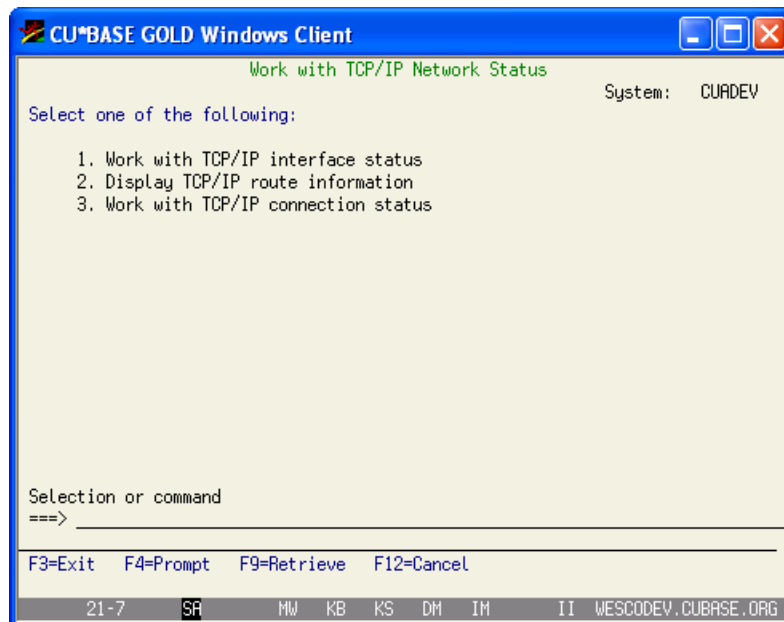 CU*BASE GOLD Windows Client
Work with TCP/IP Network Status
System: CUADEV
Select one of the following:
1. Work with TCP/IP interface status
2. Display TCP/IP route information
3. Work with TCP/IP connection status
Selection or command
===>
F3=Exit F4=Prompt F9=Retrieve F12=Cancel
21-7 SA MW KB KS DM IM II WESCODEV.CUBASE.ORG